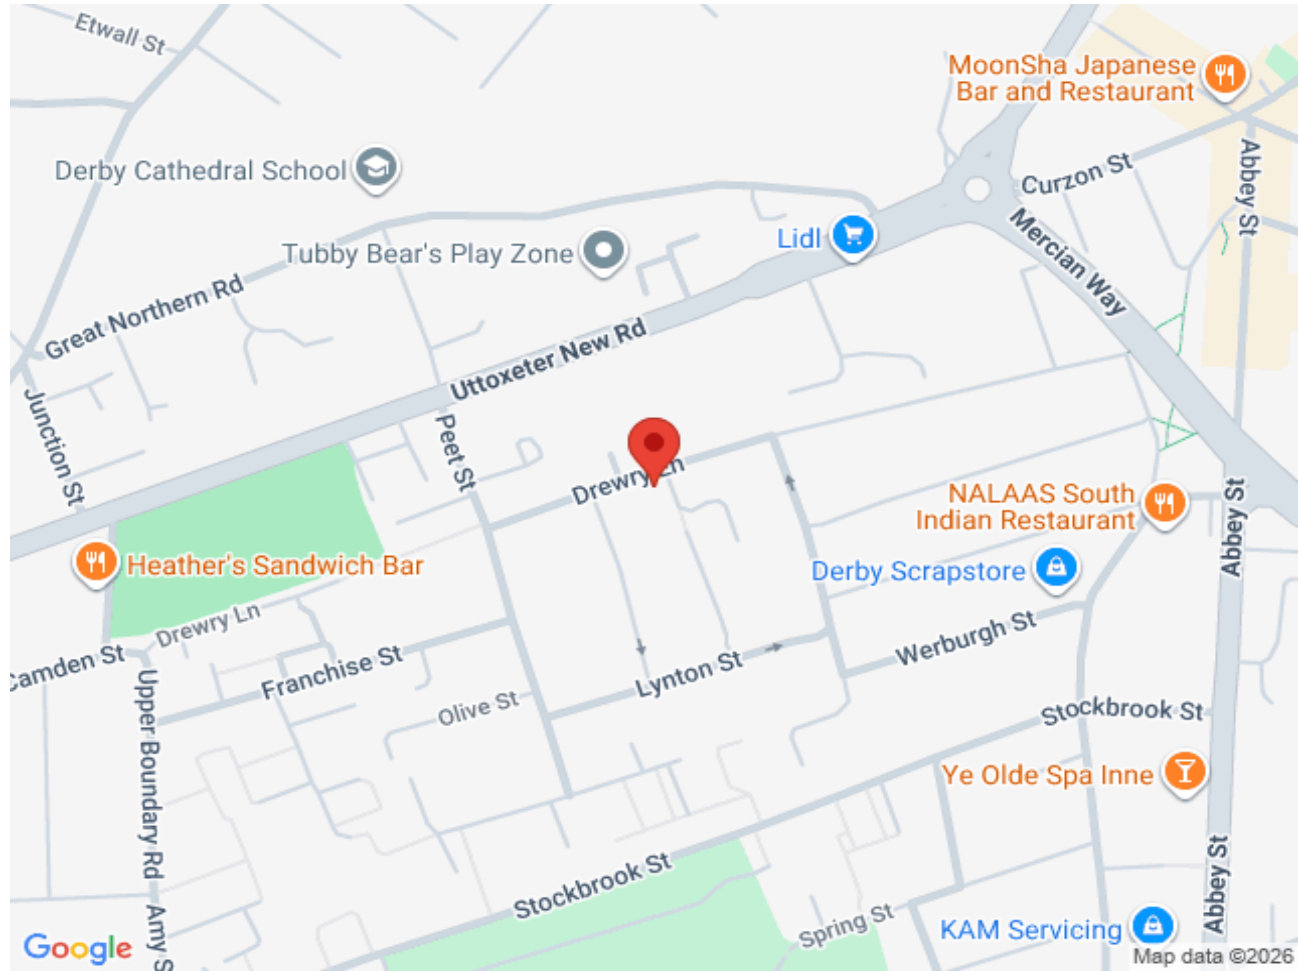 Etwall St
MoonSha Japanese
Bar and Restaurant
Derby Cathedral School
Curzon St
Abbey St
Tubby Bear's Play Zone
Lidl
Mercian Way
Great Northern Rd
Uttoxeter New Rd
Junction St
Peet St
Drewry Ln
NALAAS South
Indian Restaurant
Abbey St
Heather's Sandwich Bar
Derby Scrapstore
Drewry Ln
Werburgh St
Camden St
Franchise St
Lynton St
Olive St
Stockbrook St
Upper Boundary Rd
Ye Olde Spa Inne
Stockbrook St
Abbey St
Amy S
Spring St
KAM Servicing
Google
Map data ©2026